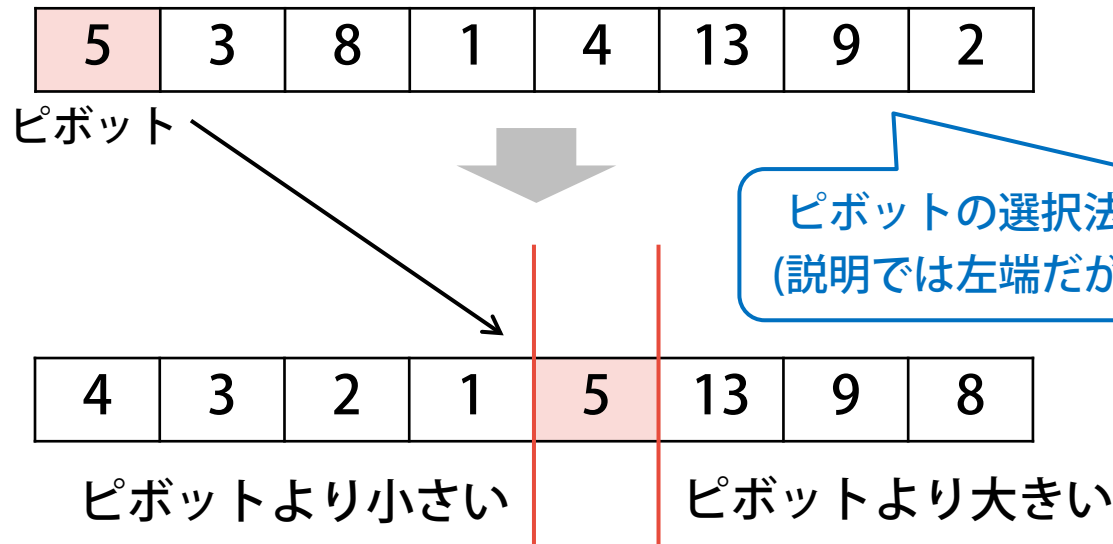 5 3 8 1 4 13 9 2
ピボット
ピボットの選択法
(説明では左端だが
4 3 2 1 5 13 9 8
ピボットより小さい
ピボットより大きい